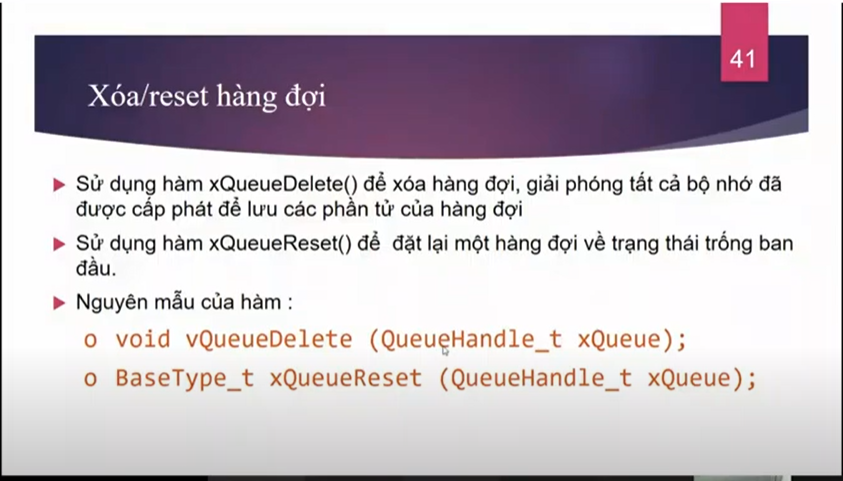 41
Xóa/reset hàng đợi
Sử dụng hàm xQueueDelete() để xóa hàng đợi, giải phóng tất cả bộ nhớ đã
được cấp phát để lưu các phần tử của hàng đợi
Sử dụng hàm xQueueReset() để đặt lại một hàng đợi về trạng thái trống ban
đầu.
Nguyên mẫu của hàm :
o void vQueueDelete (QueueHandle_t xQueue);
o BaseType_t xQueueReset (QueueHandle_t xQueue);